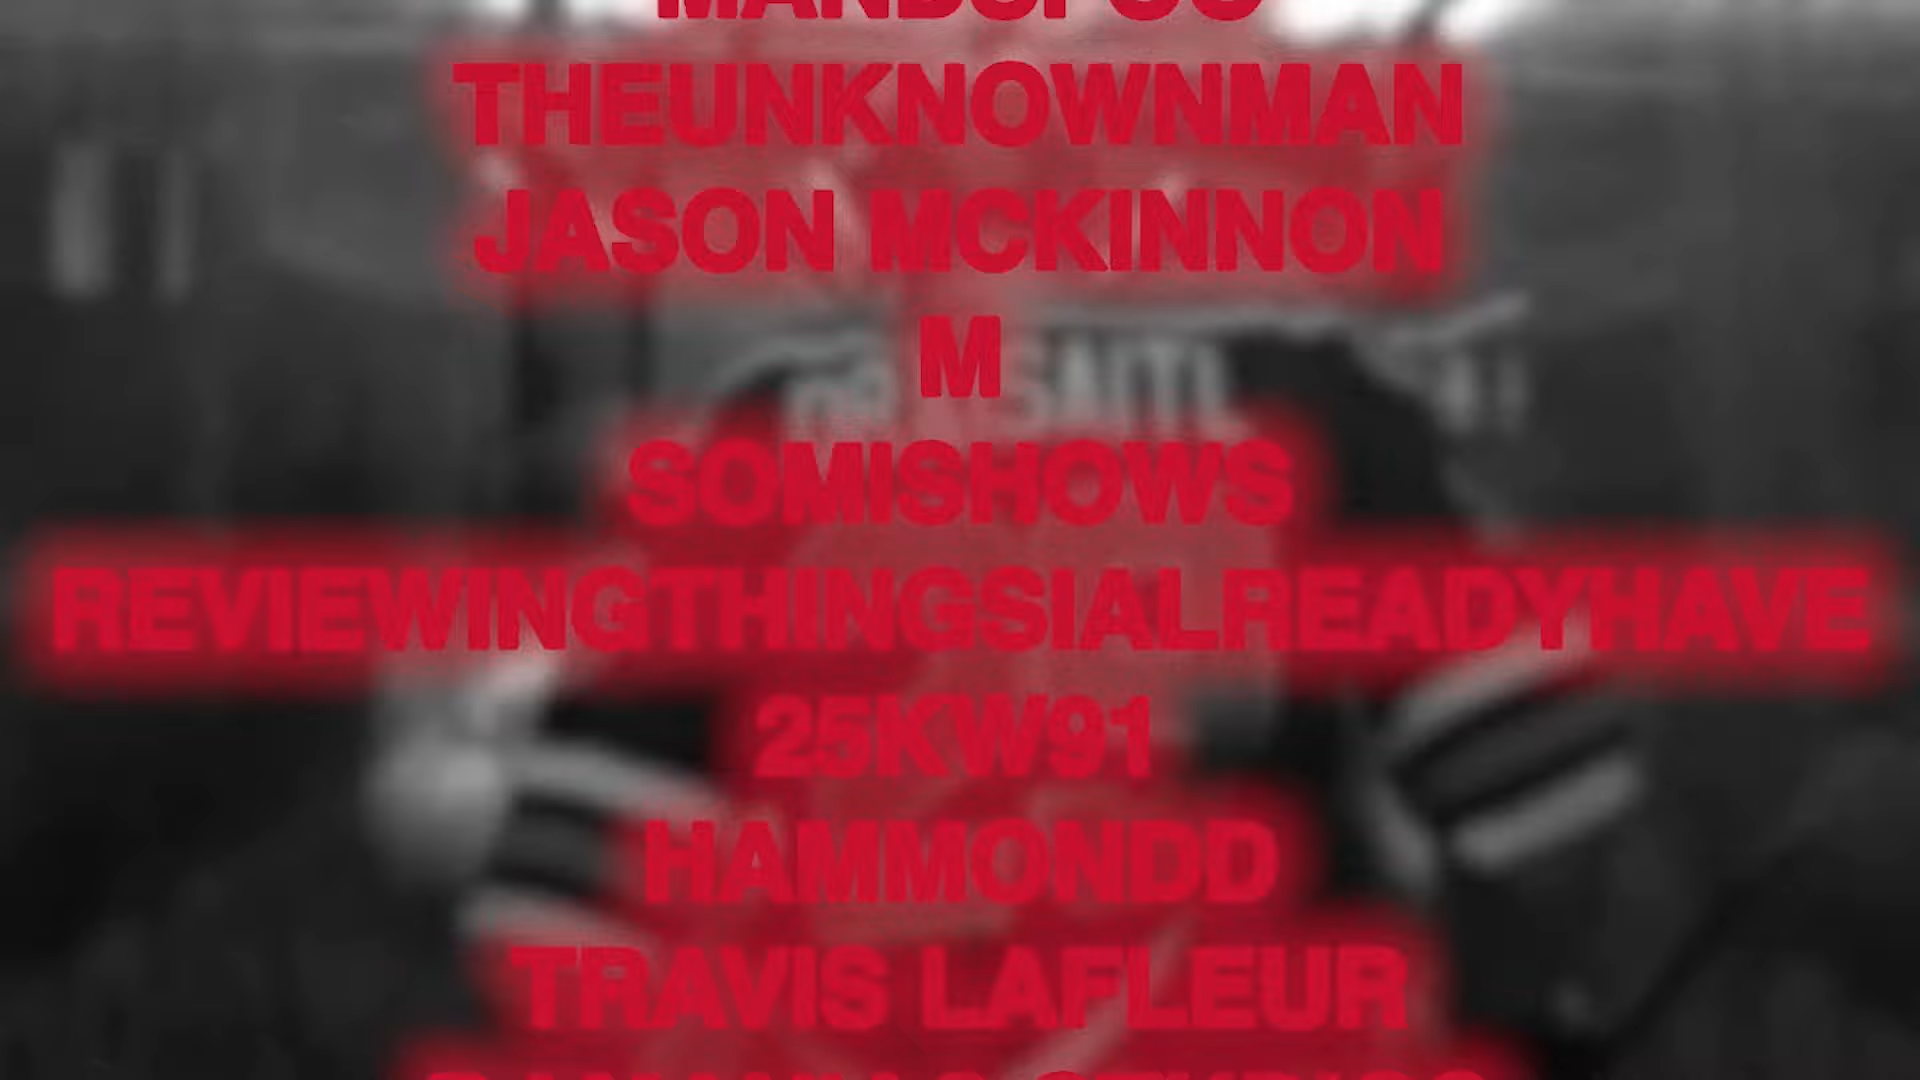 THEUNKNOWNMAN
JASON MCKINNON
M
SOMISHOWS
REVIEWINGTHINGSIALREADYHAVE
25KW91
HAMMONDD
TRAVIS LAFLEUR